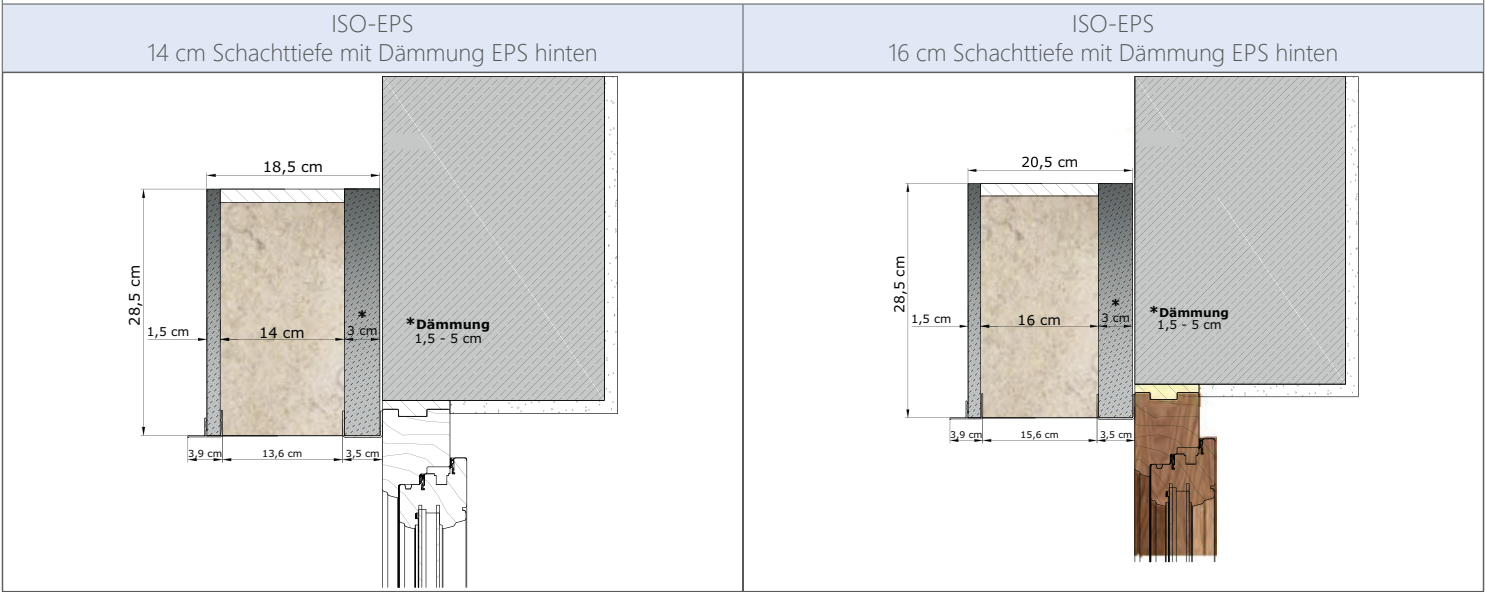 ISO-EPS
14 cm Schachttiefe mit Dämmung EPS hinten
18,5 cm
28,5 cm
1,5 cm
14 cm
*
3 cm
*Dämmung
1,5 - 5 cm
3,9 cm
13,6 cm
3,5 cm
ISO-EPS
16 cm Schachttiefe mit Dämmung EPS hinten
20,5 cm
28,5 cm
1,5 cm
16 cm
*
3 cm
*Dämmung
1,5 - 5 cm
3,9 cm
15,6 cm
3,5 cm